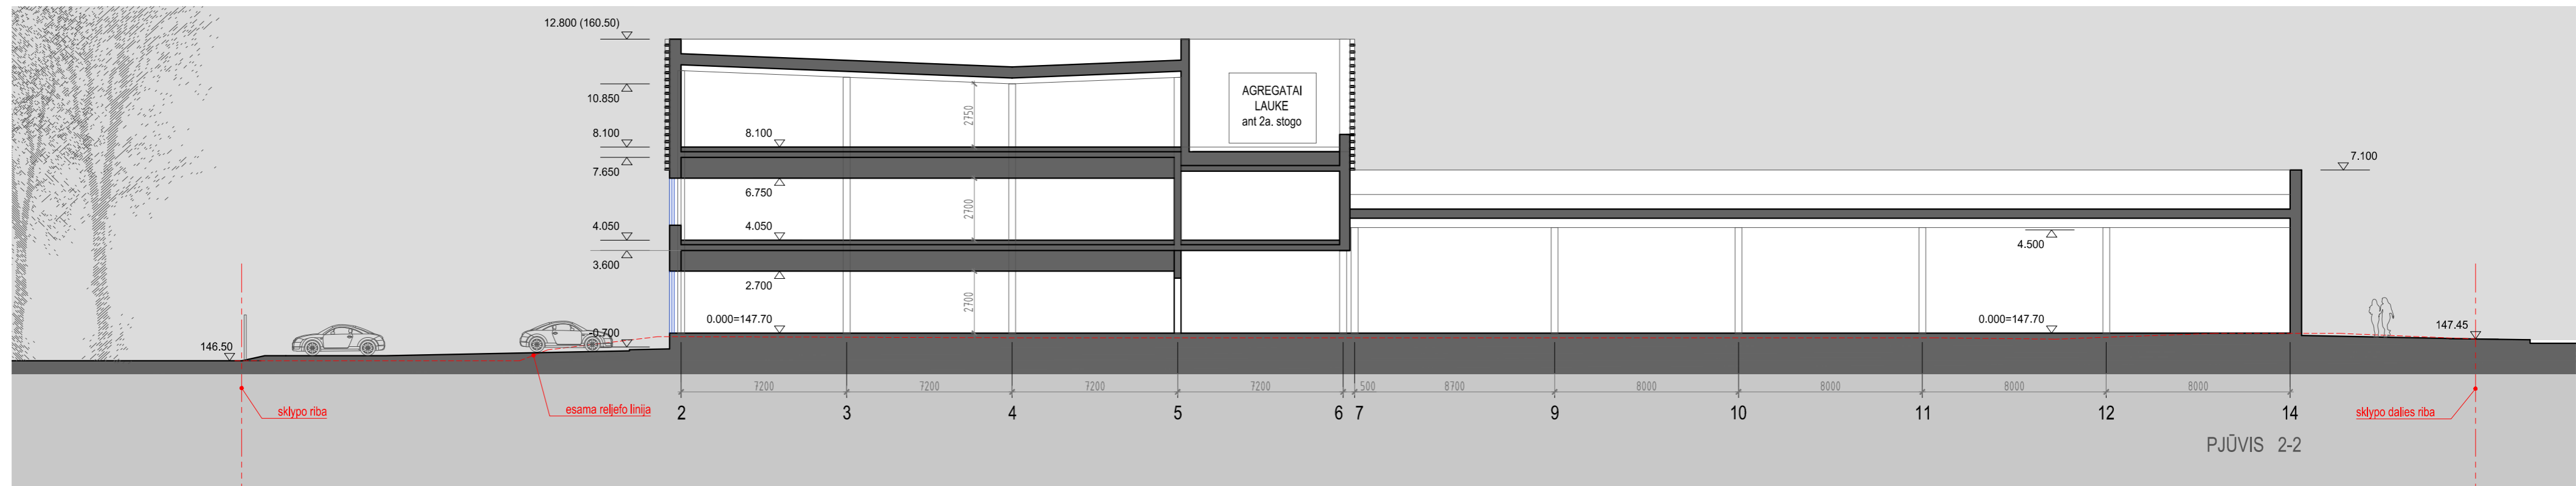 12.800 (160.50)
10.850
8.100
7.650
4.050
3.600
-0.700
146.50
8.100
6.750
4.050
2.700
0.000=147.70
2750
2700
2700
AGREGATAI
LAUKE
ant 2a. stogo
7.100
4.500
0.000=147.70
147.45
7200 7200 7200 7200 500 8700 8000 8000 8000 8000
sklypo riba
esama reljefo linija
2 3 4 5 6 7 9 10 11 12 14
sklypo dalies riba
PJŪVIS 2-2